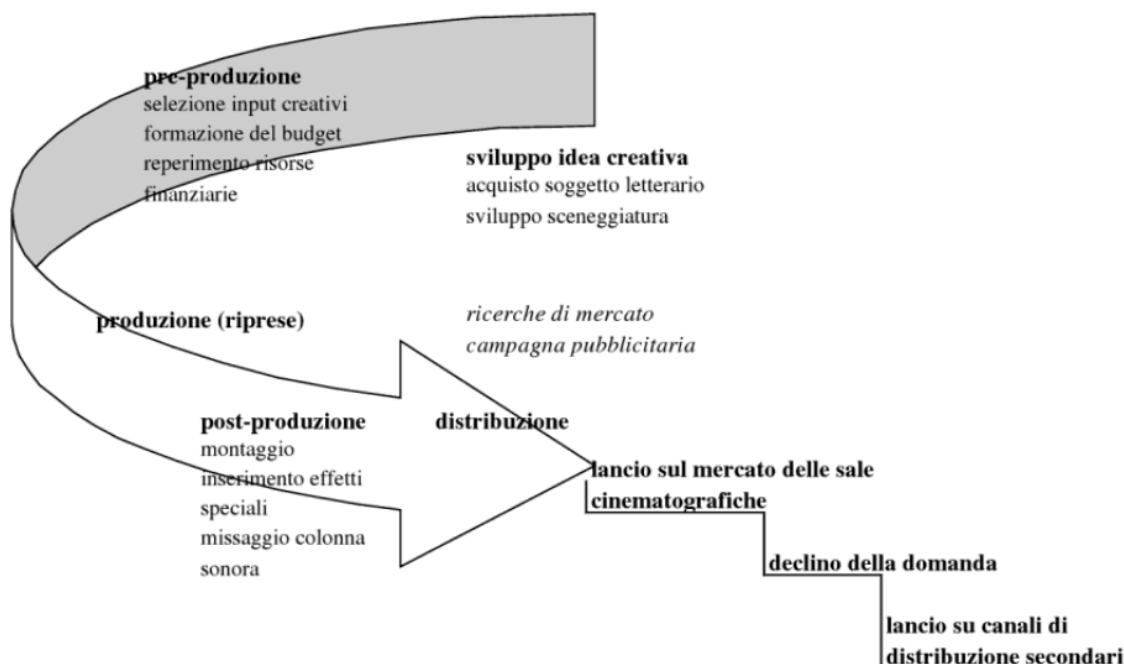 pre-produzione
selezione input creativi
formazione del budget
reperimento risorse
finanziarie
sviluppo idea creativa
acquisto soggetto letterario
sviluppo sceneggiatura
produzione (riprese)
ricerche di mercato
campagna pubblicitaria
post-produzione
montaggio
inserimento effetti
speciali
missaggio colonna
sonora
distribuzione
lancio sul mercato delle sale
cinematografiche
declino della domanda
lancio su canali di
distribuzione secondari